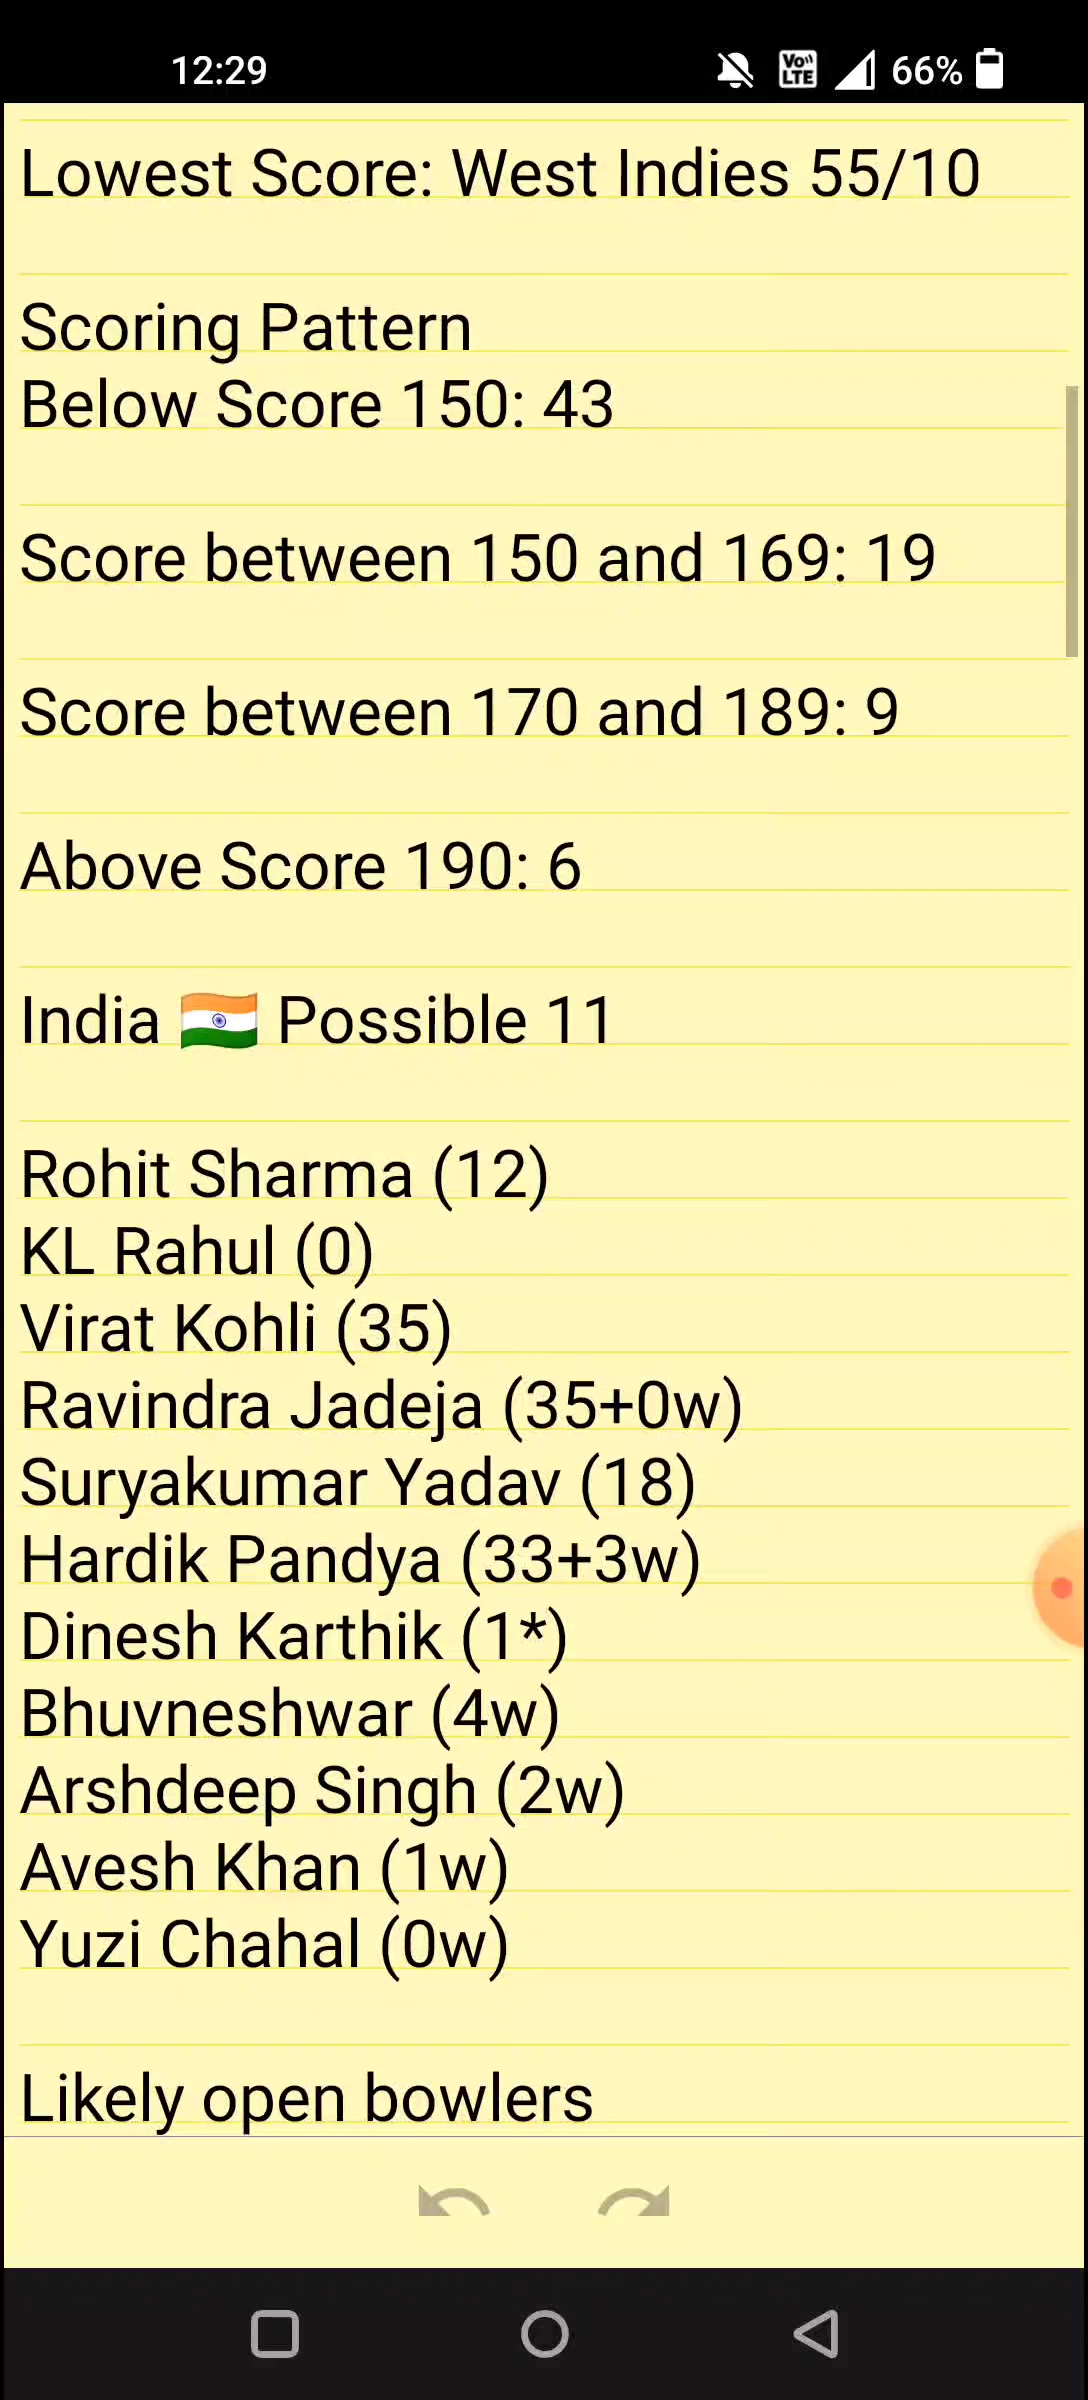 12:29
Vo)) LTE 66%
Lowest Score: West Indies 55/10
Scoring Pattern
Below Score 150: 43
Score between 150 and 169: 19
Score between 170 and 189: 9
Above Score 190: 6
India 🇮🇳 Possible 11
Rohit Sharma (12)
KL Rahul (0)
Virat Kohli (35)
Ravindra Jadeja (35+0w)
Suryakumar Yadav (18)
Hardik Pandya (33+3w)
Dinesh Karthik (1*)
Bhuvneshwar (4w)
Arshdeep Singh (2w)
Avesh Khan (1w)
Yuzi Chahal (0w)
Likely open bowlers